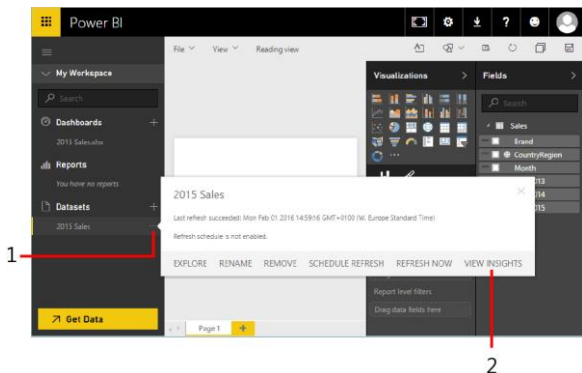 Power BI
?
File View Reading view
My Workspace
Visualizations >
Fields >
Search
Search
Dashboards +
2015 Sales.xlsx
Sales
Brand
CountryRegion
Month
Reports
You have no reports
013
014
015
Datasets +
2015 Sales ...
2015 Sales
Last refresh succeeded: Mon Feb 01 2016 14:59:16 GMT+0100 (W. Europe Standard Time)
Refresh schedule is not enabled.
EXPLORE RENAME REMOVE SCHEDULE REFRESH REFRESH NOW VIEW INSIGHTS
1
Report level filters
Drag data fields here
Get Data
Page 1 +
2